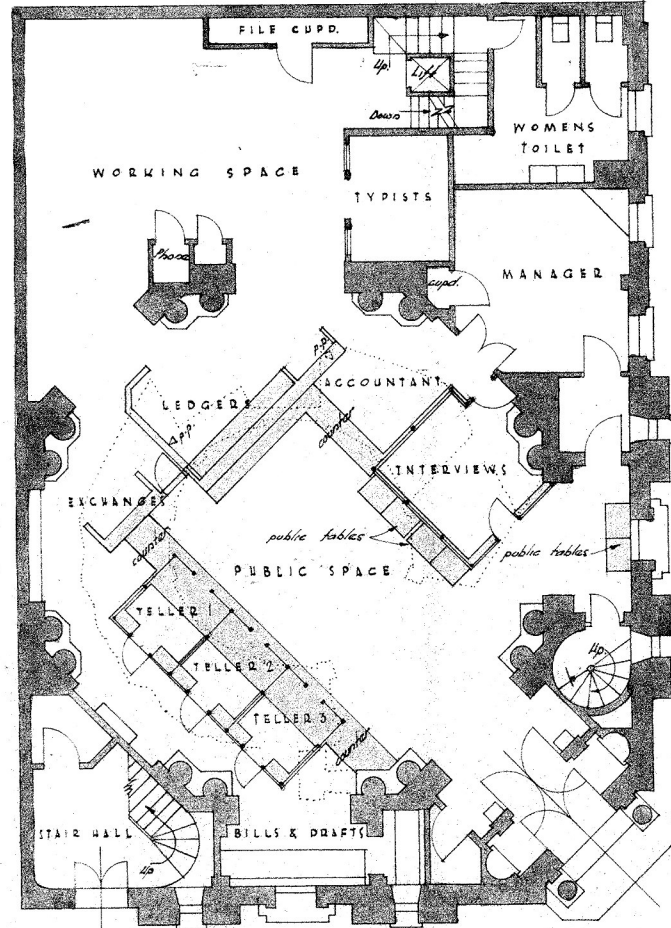 FILE CUPD.
Up.
Lift
Down
WOMENS
TOILET
WORKING SPACE
TYPISTS
Phone
cupd.
MANAGER
p.p.
ACCOUNTANT
LEDGERS
counter
p.p.
INTERVIEWS
EXCHANGES
counter
public tables
public tables
PUBLIC SPACE
TELLER 1
TELLER 2
TELLER 3
counter
Up.
STAIR HALL
Up
BILLS & DRAFTS